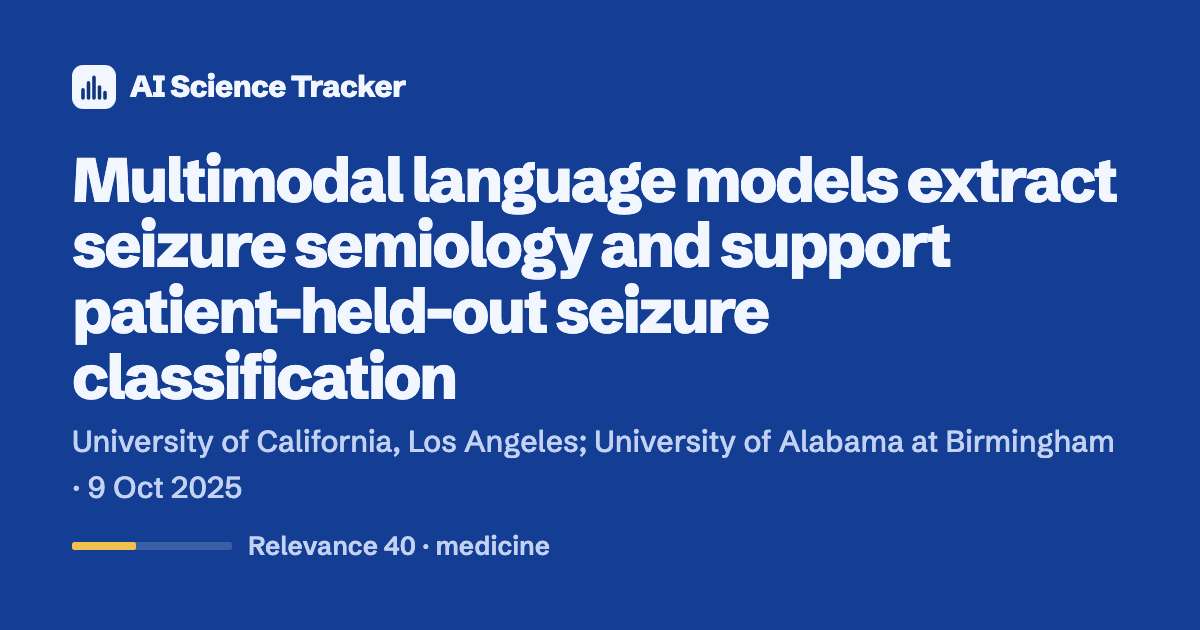 AI Science Tracker
Multimodal language models extract
seizure semiology and support
patient-held-out seizure
classification
University of California, Los Angeles; University of Alabama at Birmingham
· 9 Oct 2025
Relevance 40 · medicine